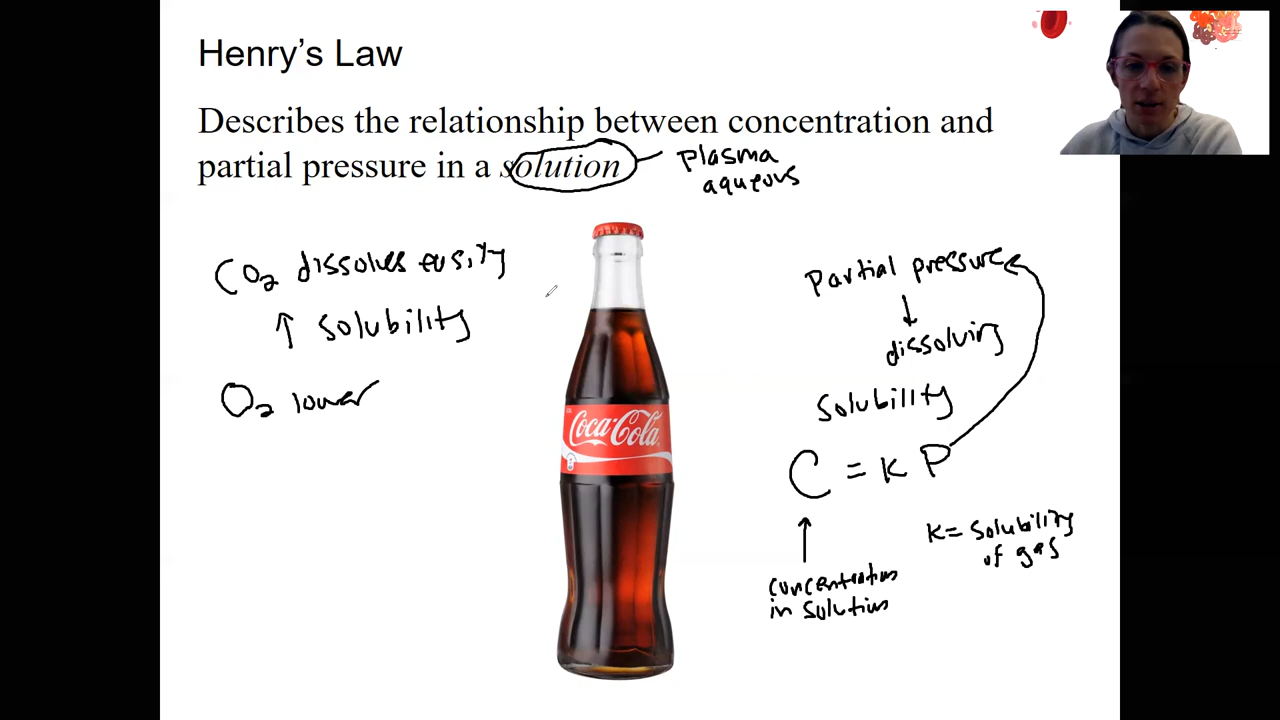 Henry's Law
Describes the relationship between concentration and
partial pressure in a solution
plasma
aqueous
CO₂ dissolves easity
↑ solubility
O₂ lower
Coca-Cola
Partial pressure
↓
dissolving
Solubility
C = K P
↑
concentration
in solution
K = solubility
of gas